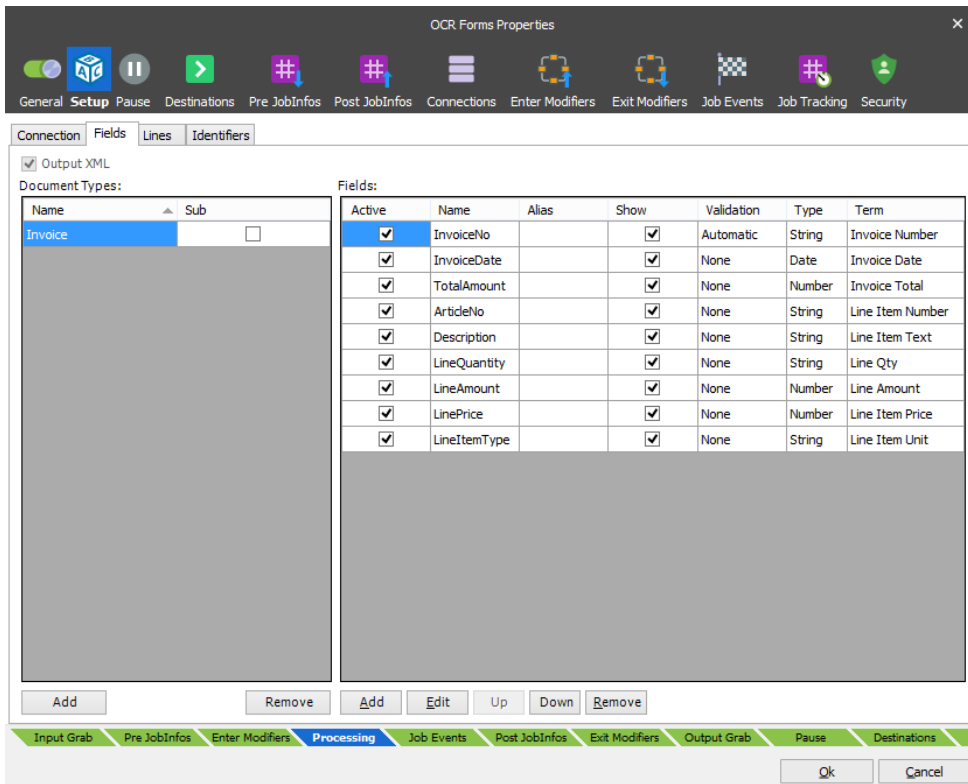 OCR Forms Properties
General Setup Pause Destinations Pre JobInfos Post JobInfos Connections Enter Modifiers Exit Modifiers Job Events Job Tracking Security
Connection Fields Lines Identifiers
Output XML
Document Types: Fields:
Name Sub Active Name Alias Show Validation Type Term
Invoice InvoiceNo Automatic String Invoice Number
InvoiceDate None Date Invoice Date
TotalAmount None Number Invoice Total
ArticleNo None String Line Item Number
Description None String Line Item Text
LineQuantity None String Line Qty
LineAmount None Number Line Amount
LinePrice None Number Line Item Price
LineItemType None String Line Item Unit
Add Remove Add Edit Up Down Remove
Input Grab Pre JobInfos Enter Modifiers Processing Job Events Post JobInfos Exit Modifiers Output Grab Pause Destinations
Ok Cancel